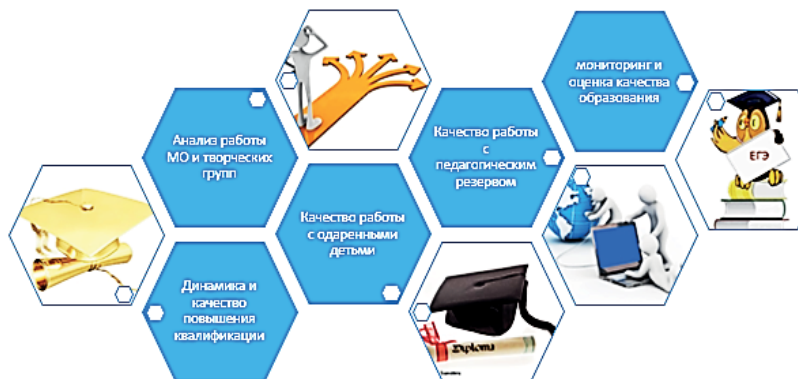 Анализ работы
МО и творческих
групп
Динамика и
качество
повышения
квалификации
Качество работы
с одаренными
детьми
Качество работы
с
педагогическим
резервом
мониторинг и
оценка качества
образования
ЕГЭ
Diploma